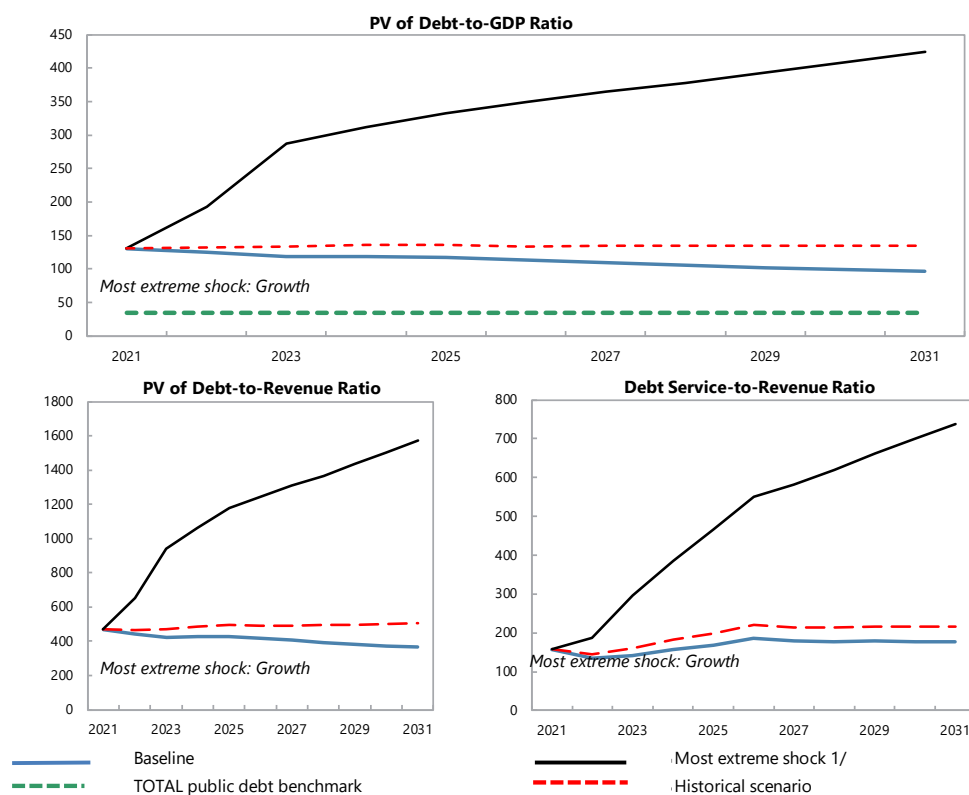 PV of Debt-to-GDP Ratio
450
400
350
300
250
200
150
100
50
0
Most extreme shock: Growth
2021 2023 2025 2027 2029 2031
PV of Debt-to-Revenue Ratio
1800
1600
1400
1200
1000
800
600
400
200
0
Most extreme shock: Growth
2021 2023 2025 2027 2029 2031
Debt Service-to-Revenue Ratio
800
700
600
500
400
300
200
100
0
Most extreme shock: Growth
2021 2023 2025 2027 2029 2031
Baseline
Most extreme shock 1/
TOTAL public debt benchmark
Historical scenario